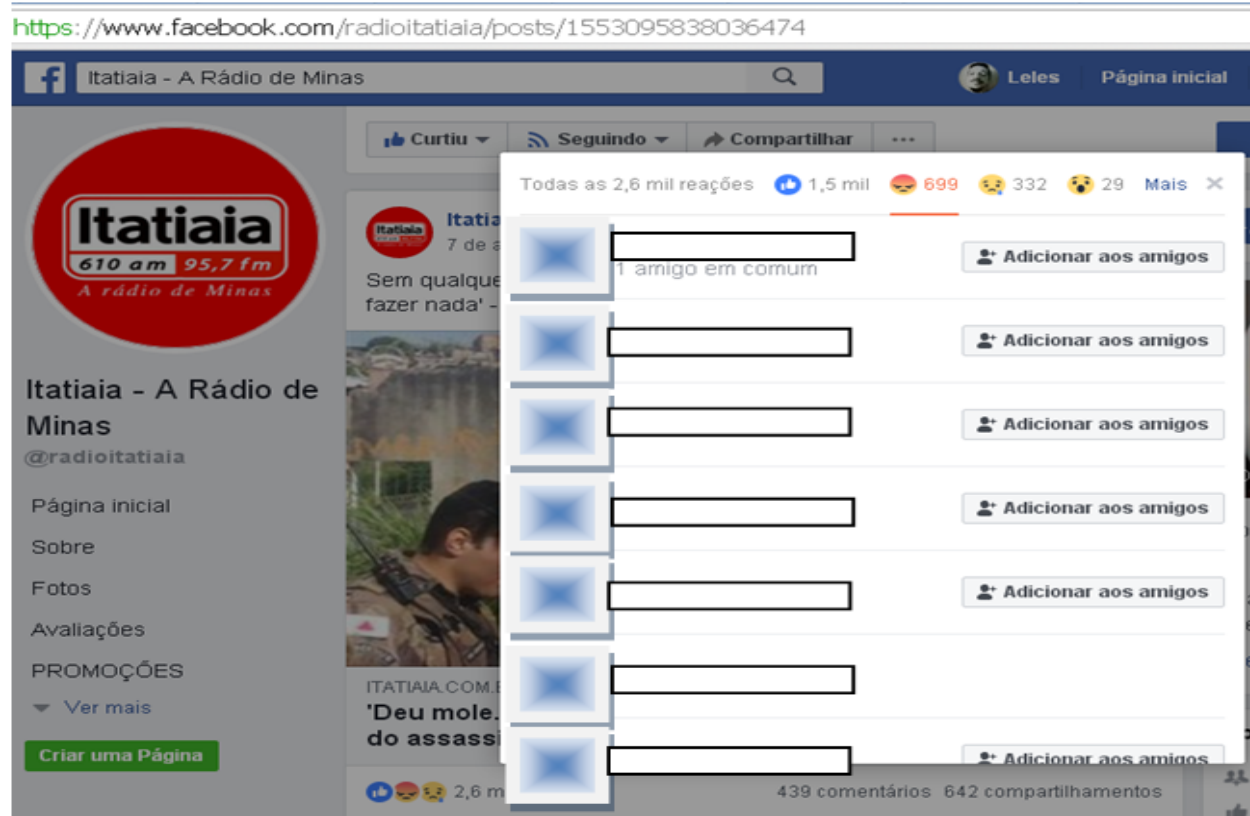 https://www.facebook.com/radioitatiaia/posts/1553095838036474
Itatiaia - A Rádio de Minas
Leles
Página inicial
Curtiu
Seguindo
Compartilhar
Todas as 2,6 mil reações 1,5 mil 699 332 29 Mais
Itatiaia
610 am 95,7 fm
A rádio de Minas
Itatiaia
7 de
Sem
fazer nada' -
1 amigo em comum
Adicionar aos amigos
Adicionar aos amigos
Adicionar aos amigos
Adicionar aos amigos
Adicionar aos amigos
Adicionar aos amigos
Itatiaia - A Rádio de
Minas
@radioitatiaia
Página inicial
Sobre
Fotos
Avaliações
PROMOÇÕES
Ver mais
Criar uma Página
'Deu mole.
do
2,6
439 comentários 642 compartilhamentos